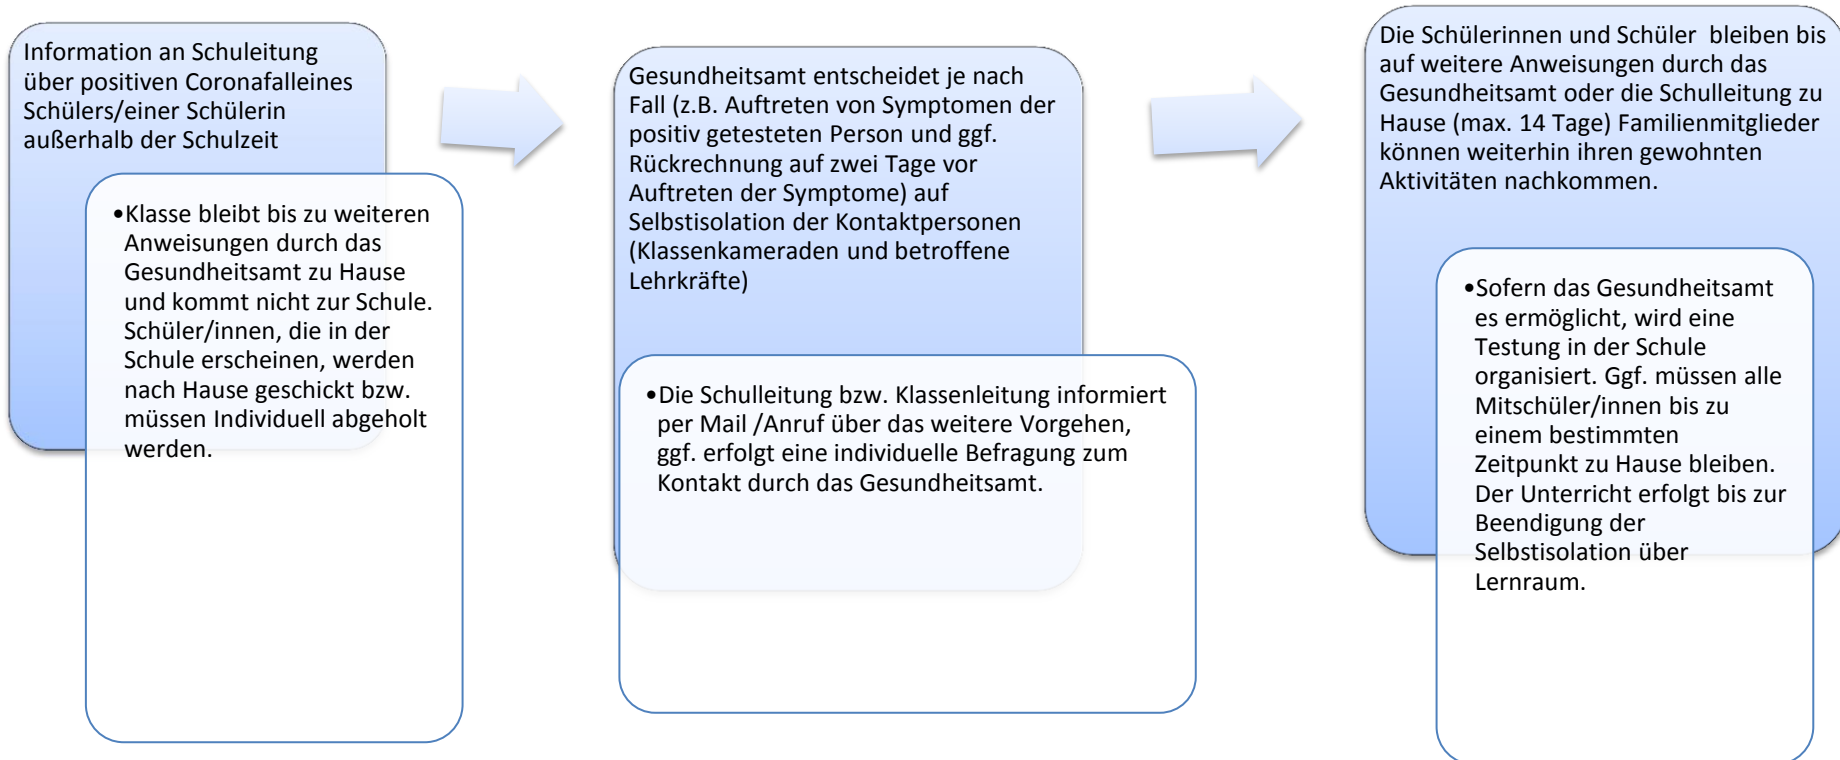 Information an Schuleitung
über positiven Coronafalleines
Schülers/einer Schülerin
außerhalb der Schulzeit
•Klasse bleibt bis zu weiteren
Anweisungen durch das
Gesundheitsamt zu Hause
und kommt nicht zur Schule.
Schüler/innen, die in der
Schule erscheinen, werden
nach Hause geschickt bzw.
müssen Individuell abgeholt
werden.
Gesundheitsamt entscheidet je nach
Fall (z.B. Auftreten von Symptomen der
positiv getesteten Person und ggf.
Rückrechnung auf zwei Tage vor
Auftreten der Symptome) auf
Selbstisolation der Kontaktpersonen
(Klassenkameraden und betroffene
Lehrkräfte)
•Die Schulleitung bzw. Klassenleitung informiert
per Mail /Anruf über das weitere Vorgehen,
ggf. erfolgt eine individuelle Befragung zum
Kontakt durch das Gesundheitsamt.
Die Schülerinnen und Schüler  bleiben bis
auf weitere Anweisungen durch das
Gesundheitsamt oder die Schulleitung zu
Hause (max. 14 Tage) Familienmitglieder
können weiterhin ihren gewohnten
Aktivitäten nachkommen.
•Sofern das Gesundheitsamt
es ermöglicht, wird eine
Testung in der Schule
organisiert. Ggf. müssen alle
Mitschüler/innen bis zu
einem bestimmten
Zeitpunkt zu Hause bleiben.
Der Unterricht erfolgt bis zur
Beendigung der
Selbstisolation über
Lernraum.